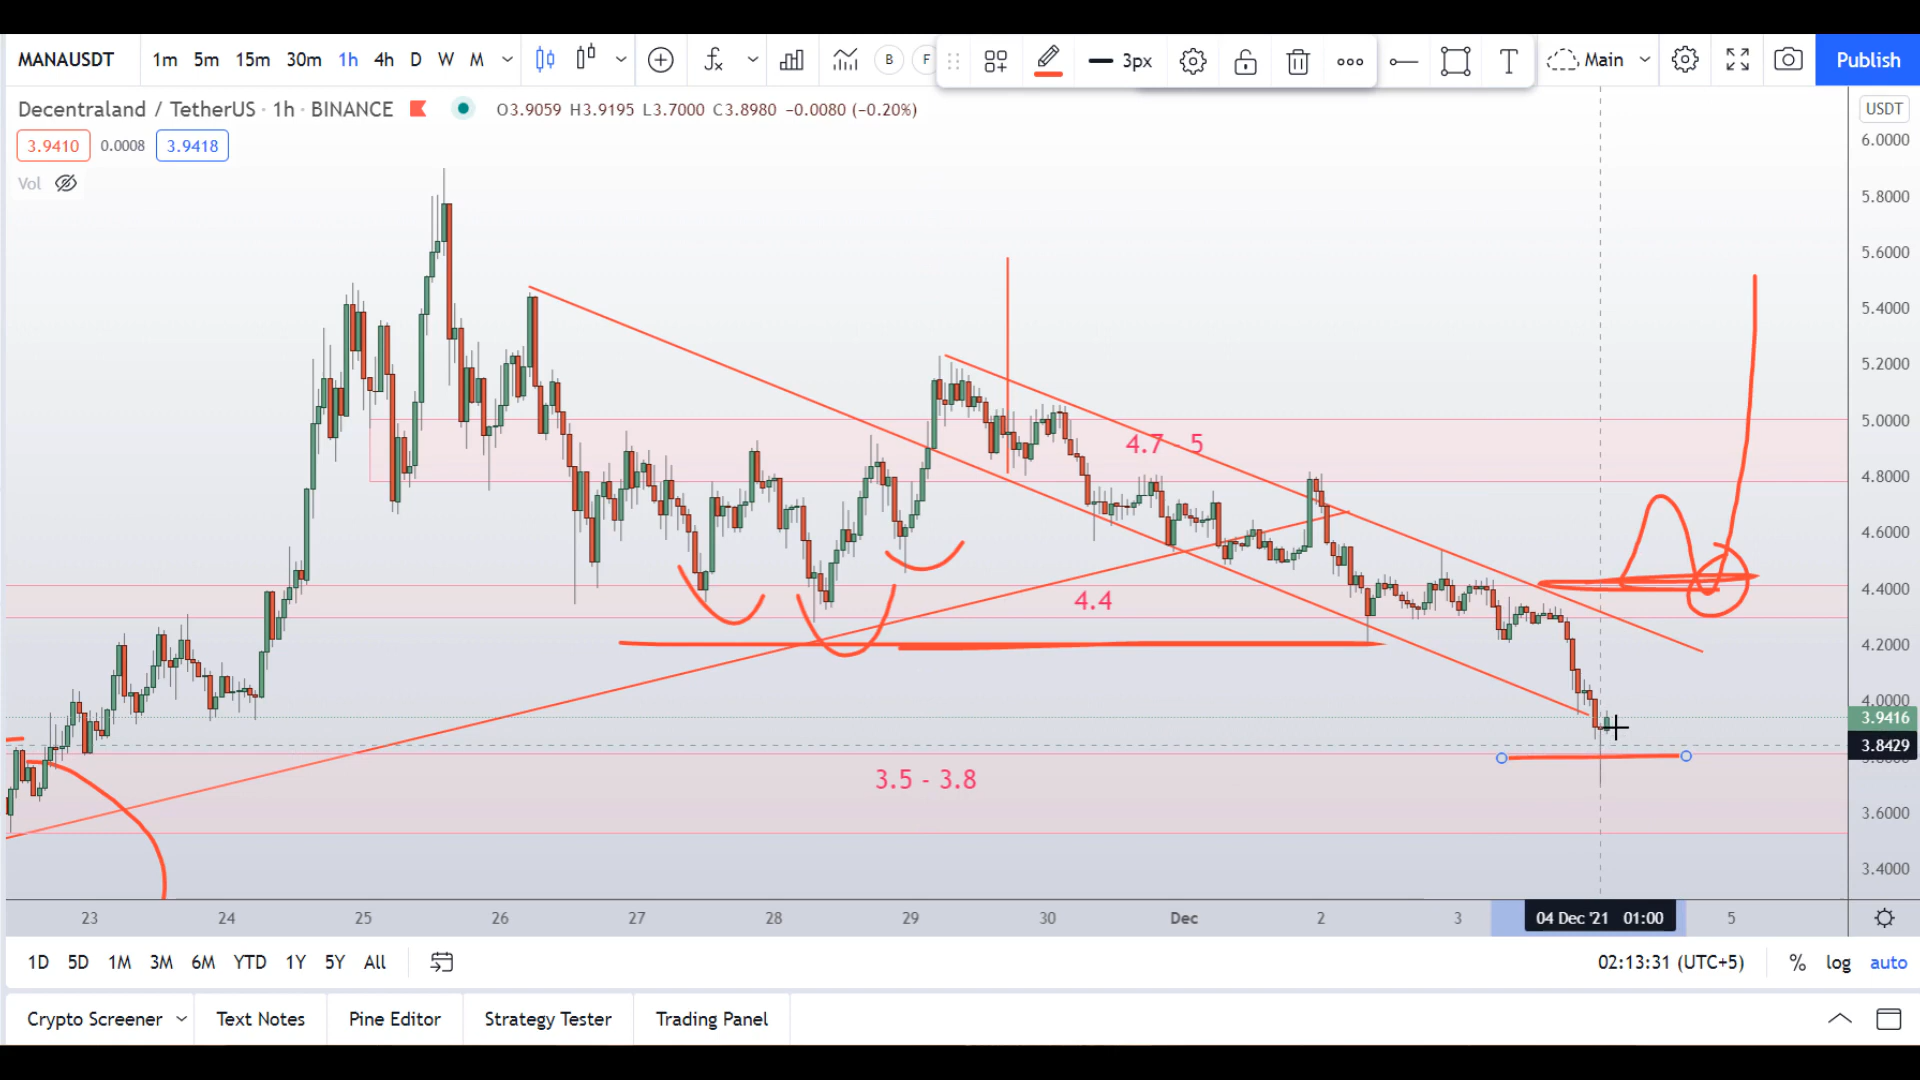 MANAUSDT 1m 5m 15m 30m 1h 4h D W M B F 3px T Main Publish
Decentraland / TetherUS · 1h · BINANCE O3.9059 H3.9195 L3.7000 C3.8980 −0.0080 (−0.20%) USDT
3.9410 0.0008 3.9418
Vol
6.0000
5.8000
5.6000
5.4000
5.2000
5.0000
4.7 - 5
4.8000
4.6000
4.4 4.4000
4.2000
4.0000
3.9416
3.8429
3.5 - 3.8
3.6000
3.4000
23 24 25 26 27 28 29 30 Dec 2 3 04 Dec '21 01:00 5
1D 5D 1M 3M 6M YTD 1Y 5Y All 02:13:31 (UTC+5) % log auto
Crypto Screener Text Notes Pine Editor Strategy Tester Trading Panel